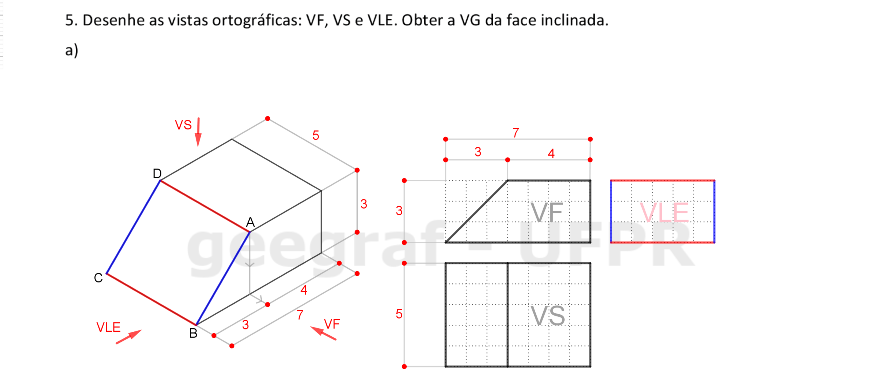 5. Desenhe as vistas ortográficas: VF, VS e VLE. Obter a VG da face inclinada.
a)
VS
5
7
D
3
4
A
3
3
VF
VLE
geegraf - UFPR
C
4
3
7
VF
VLE
B
5
VS